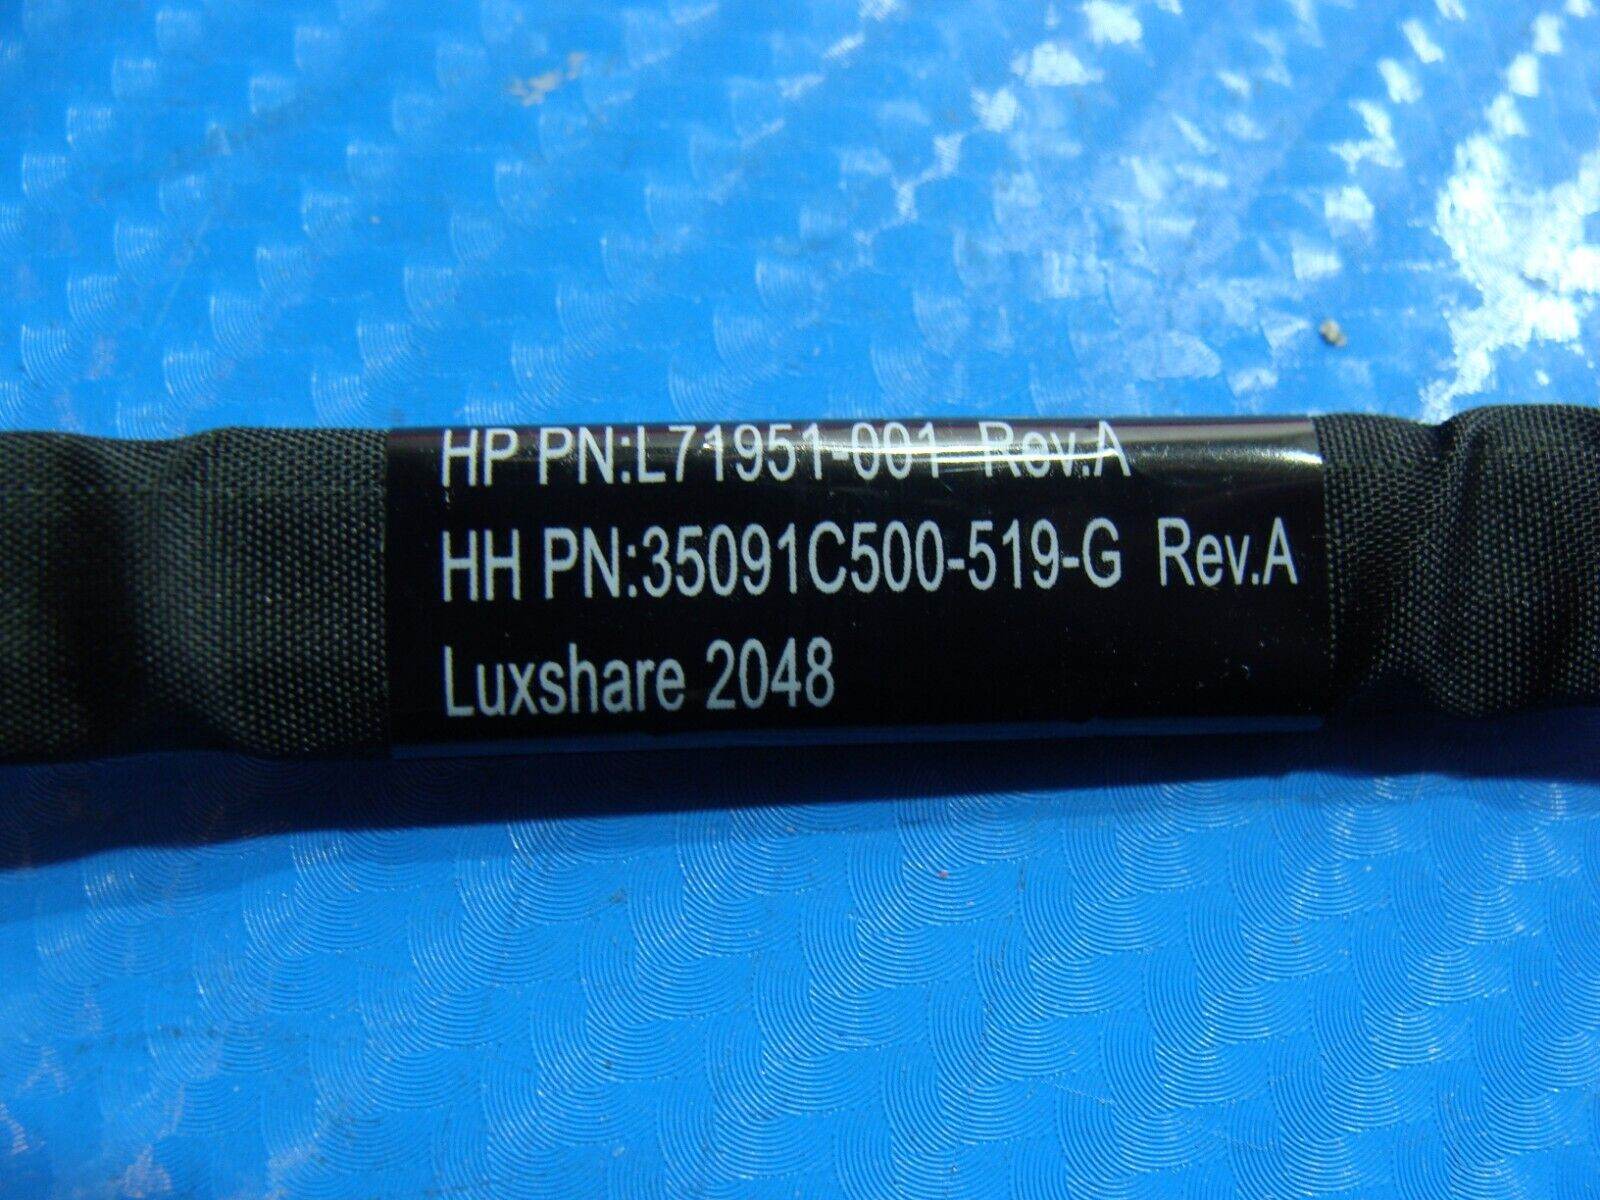 HP PN:L71951-001 Rev.A
HH PN:35091C500-519-G Rev.A
Luxshare 2048